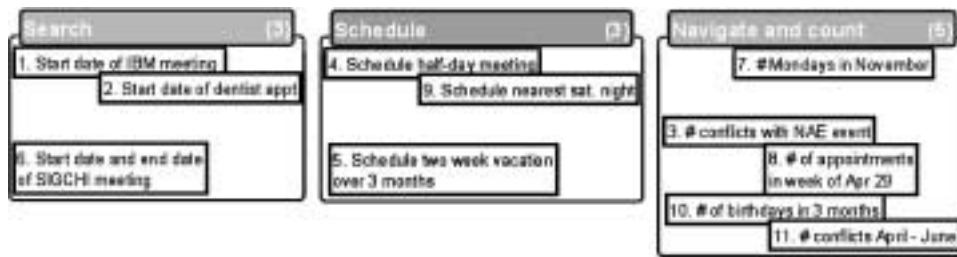 Search (3)
1. Start date of IBM meeting
2. Start date of dentist appt
6. Start date and end date
of SIGCHI meeting
Schedule (3)
4. Schedule half-day meeting
9. Schedule nearest sat. night
5. Schedule two week vacation
over 3 months
Navigate and count (5)
7. #Mondays in November
3. # conflicts with NAE event
8. # of appointments
in week of Apr 29
10. # of birthdays in 3 months
11. # conflicts April - June